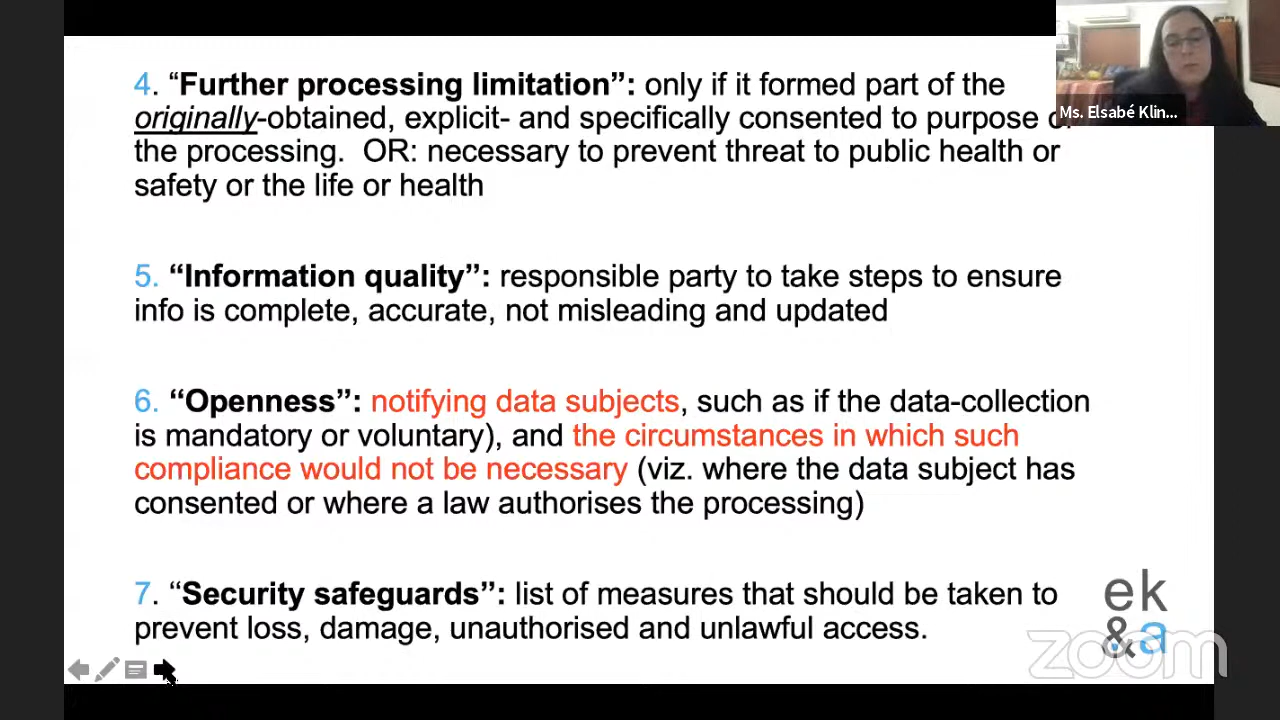 4. “Further processing limitation”: only if it formed part of the
originally-obtained, explicit- and specifically consented to purpose of
the processing.  OR: necessary to prevent threat to public health or
safety or the life or health
5. “Information quality”: responsible party to take steps to ensure
info is complete, accurate, not misleading and updated
6. “Openness”: notifying data subjects, such as if the data-collection
is mandatory or voluntary), and the circumstances in which such
compliance would not be necessary (viz. where the data subject has
consented or where a law authorises the processing)
7. “Security safeguards”: list of measures that should be taken to
prevent loss, damage, unauthorised and unlawful access.
Ms. Elsabé Klin...
ek
&a
zoom